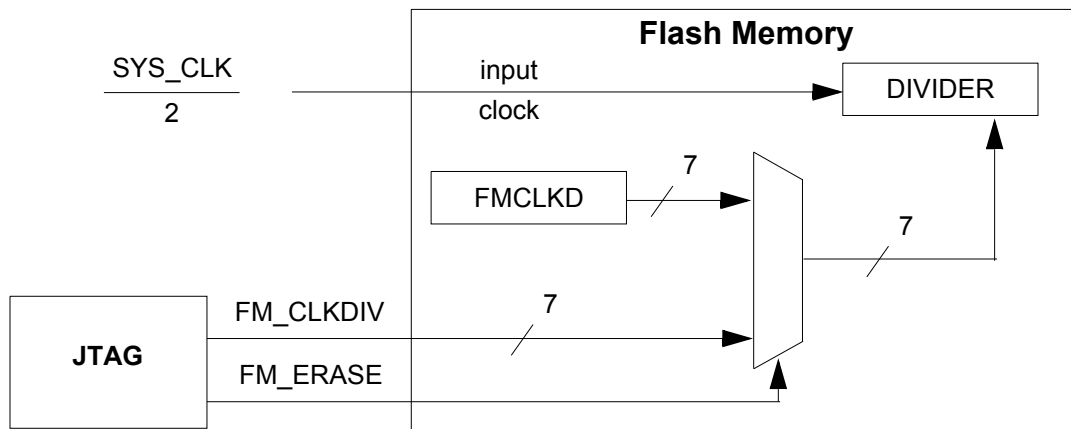 Flash Memory
SYS_CLK
2
input
clock
DIVIDER
7
FMCLKD
7
7
FM_CLKDIV
JTAG
FM_ERASE